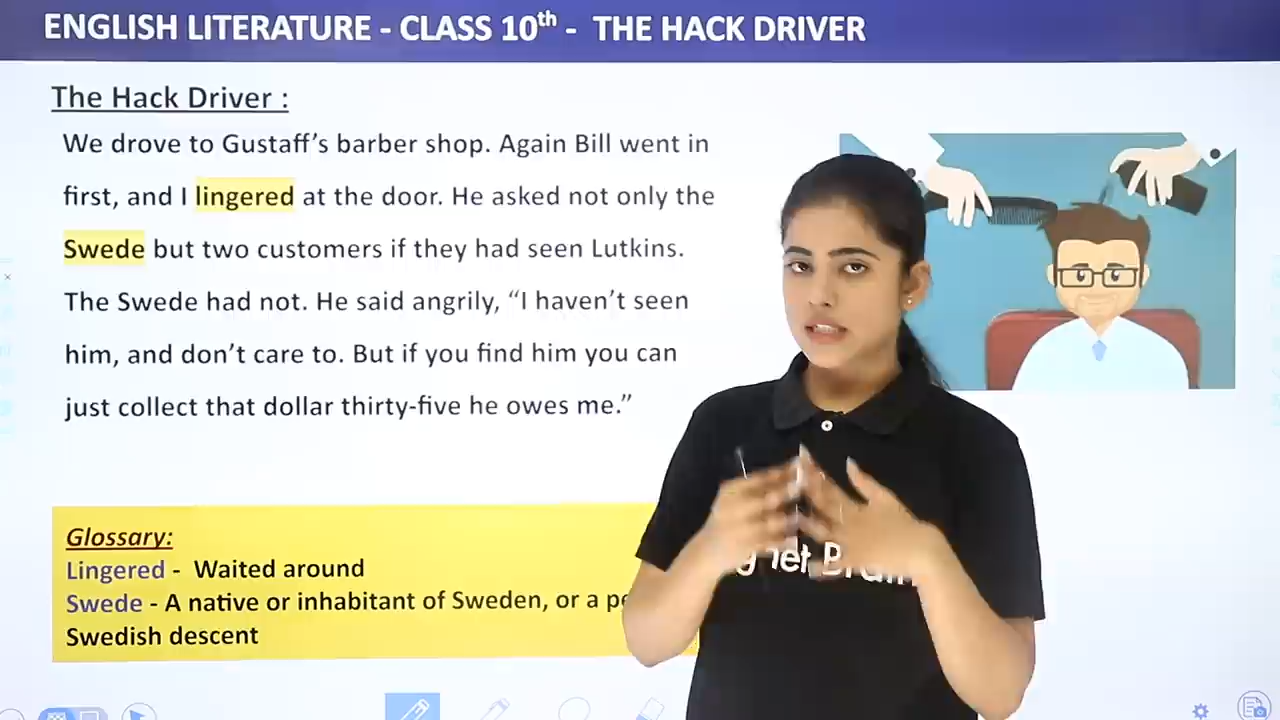 ENGLISH LITERATURE - CLASS 10th - THE HACK DRIVER
The Hack Driver :
We drove to Gustaff’s barber shop. Again Bill went in
first, and I lingered at the door. He asked not only the
Swede but two customers if they had seen Lutkins.
The Swede had not. He said angrily, “I haven’t seen
him, and don’t care to. But if you find him you can
just collect that dollar thirty-five he owes me.”
Glossary:
Lingered - Waited around
Swede - A native or inhabitant of Sweden, or a
Swedish descent